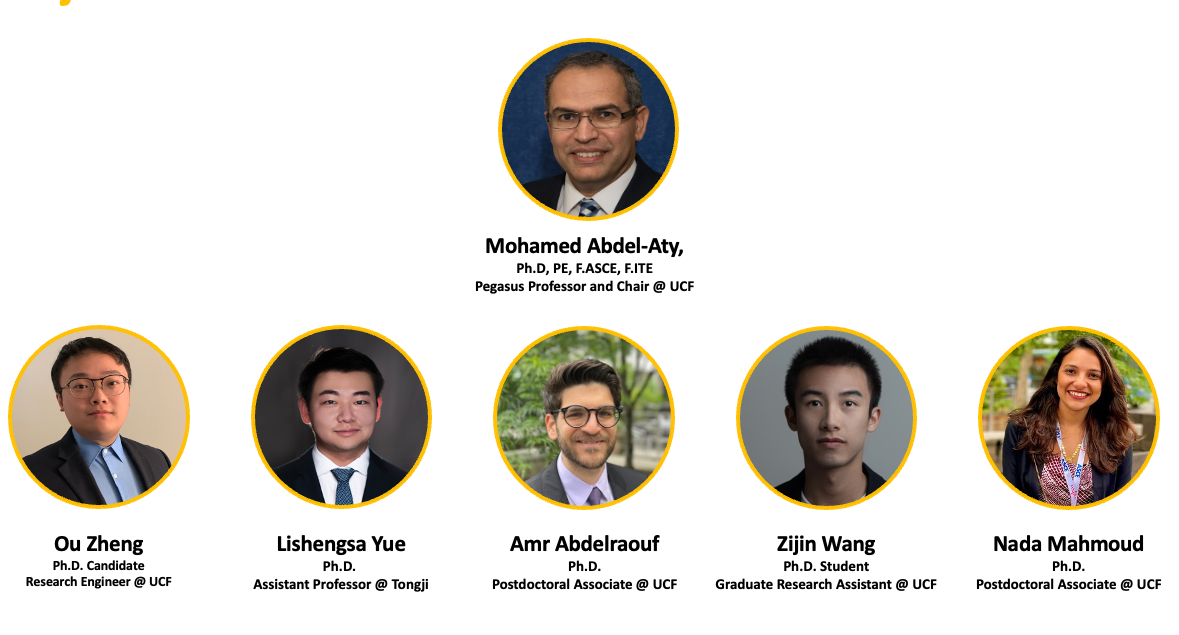 Mohamed Abdel-Aty,
Ph.D, PE, F.ASCE, F.ITE
Pegasus Professor and Chair @ UCF
Ou Zheng
Ph.D. Candidate
Research Engineer @ UCF
Lishengsa Yue
Ph.D.
Assistant Professor @ Tongji
Amr Abdelraouf
Ph.D.
Postdoctoral Associate @ UCF
Zijin Wang
Ph.D. Student
Graduate Research Assistant @ UCF
Nada Mahmoud
Ph.D.
Postdoctoral Associate @ UCF